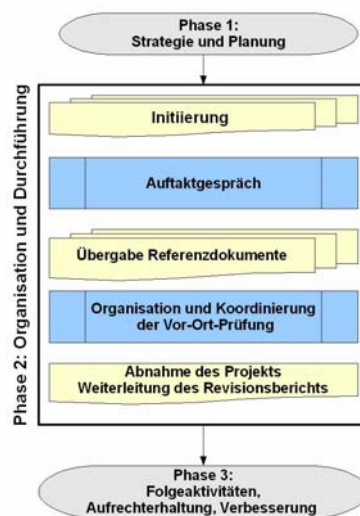 Phase 1:
Strategie und Planung
Phase 2: Organisation und Durchführung
Initiierung
Auftaktgespräch
Übergabe Referenzdokumente
Organisation und Koordinierung
der Vor-Ort-Prüfung
Abnahme des Projekts
Weiterleitung des Revisionsberichts
Phase 3:
Folgeaktivitäten,
Aufrechterhaltung, Verbesserung